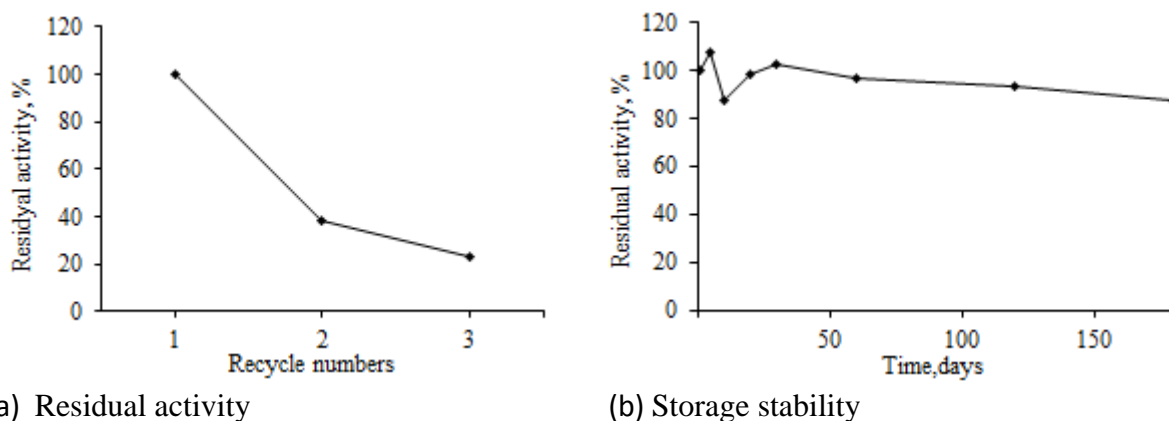 120
100
80
60
40
20
0
Residyal activity, %
1 2 3
Recycle numbers
a) Residual activity
120
100
80
60
40
20
0
Residual activity, %
50 100 150
Time,days
(b) Storage stability